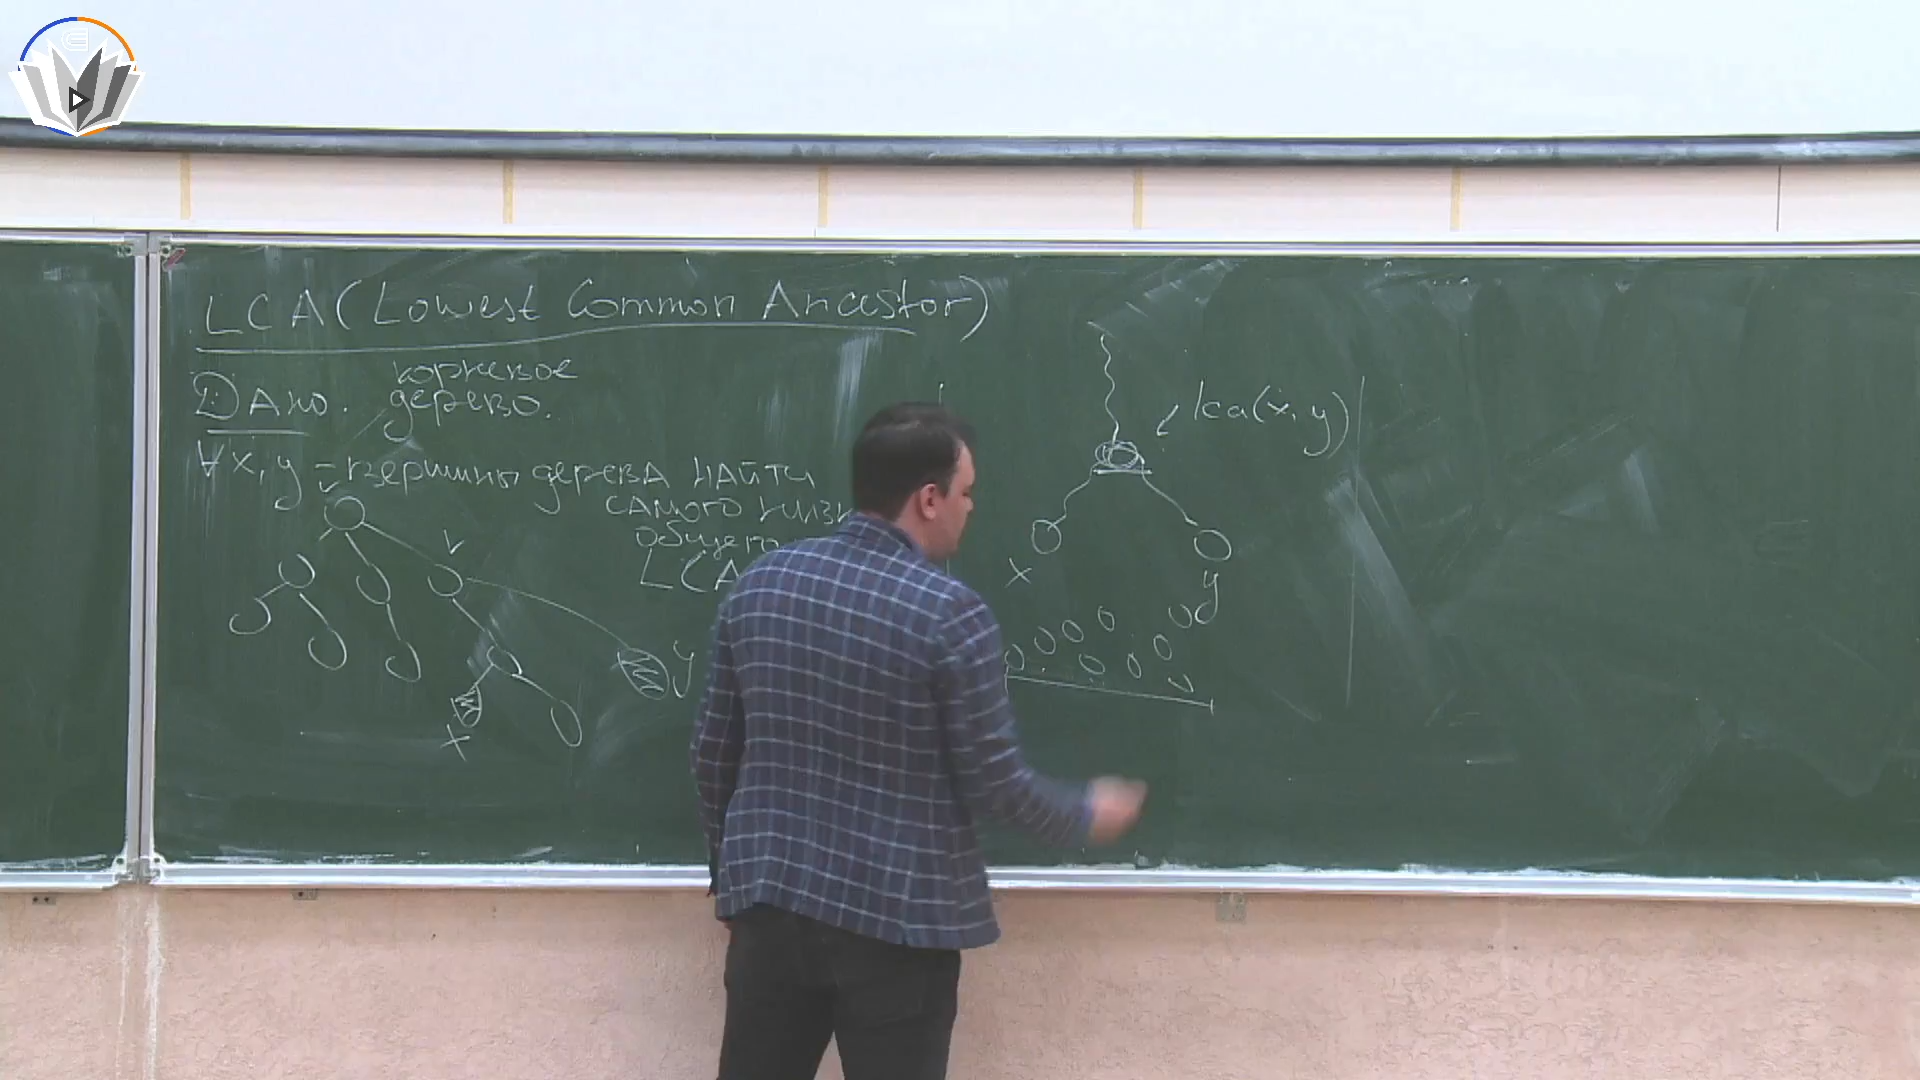 LCA (Lowest Common Ancestor)
корневое
Дано. дерево.
∀ x, y - вершины дерева найти
самого низк
общего
LCA
v
x
y
lca(x, y)
x
y